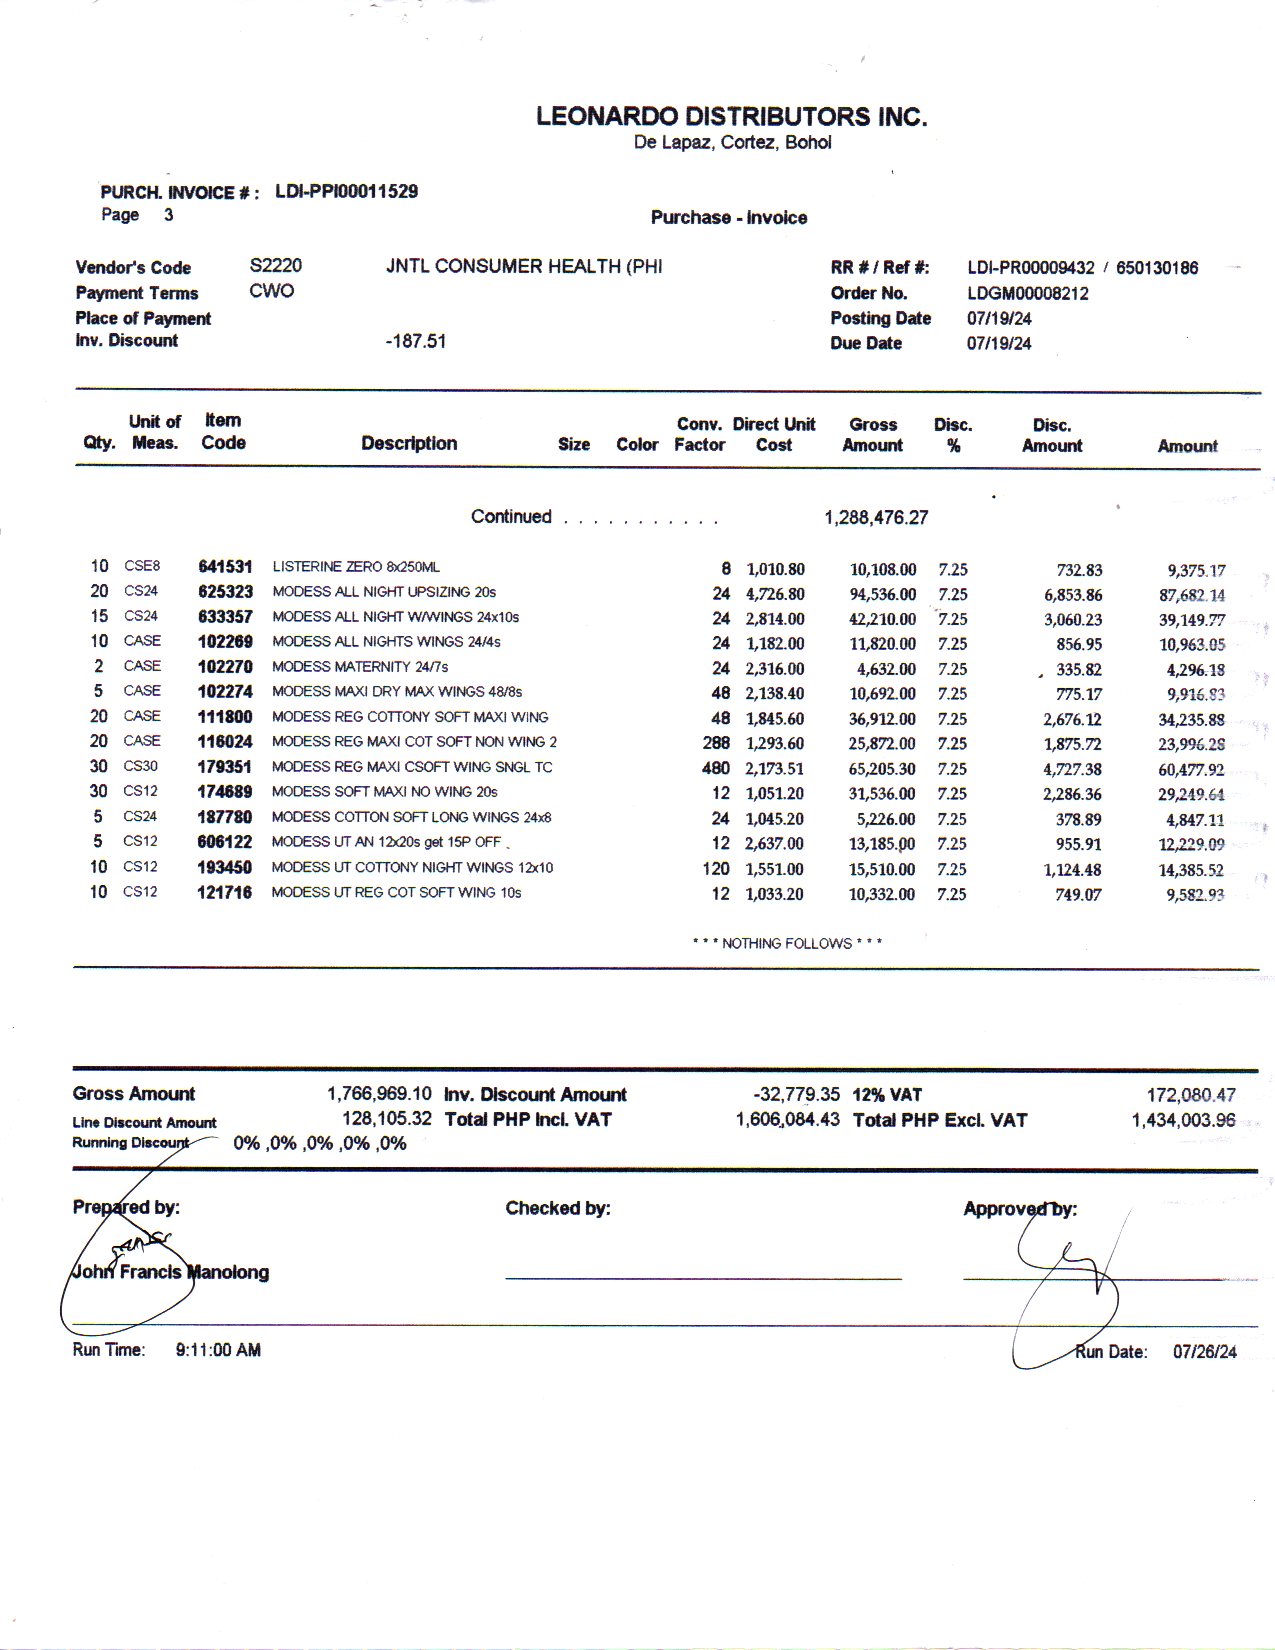 LEONARDO DISTRIBUTORS INC.
De Lapaz, Cortez, Bohol
PURCH. INVOICE # : LDI-PPI00011529
Page 3
Purchase - Invoice
Vendor's Code S2220 JNTL CONSUMER HEALTH (PHI RR # / Ref #: LDI-PR00009432 / 650130186
Payment Terms CWO Order No. LDGM00008212
Place of Payment Posting Date 07/19/24
Inv. Discount -187.51 Due Date 07/19/24
Unit of Item Conv. Direct Unit Gross Disc. Disc.
Qty. Meas. Code Description Size Color Factor Cost Amount % Amount Amount
Continued . . . . . . . . . . . 1,288,476.27
10 CSE8 641531 LISTERINE ZERO 8x250ML 8 1,010.80 10,108.00 7.25 732.83 9,375.17
20 CS24 625323 MODESS ALL NIGHT UPSIZING 20s 24 4,726.80 94,536.00 7.25 6,853.86 87,682.14
15 CS24 633357 MODESS ALL NIGHT W/WINGS 24x10s 24 2,814.00 42,210.00 7.25 3,060.23 39,149.77
10 CASE 102269 MODESS ALL NIGHTS WINGS 24/4s 24 1,182.00 11,820.00 7.25 856.95 10,963.05
2 CASE 102270 MODESS MATERNITY 24/7s 24 2,316.00 4,632.00 7.25 335.82 4,296.18
5 CASE 102274 MODESS MAXI DRY MAX WINGS 48/8s 48 2,138.40 10,692.00 7.25 775.17 9,916.83
20 CASE 111800 MODESS REG COTTONY SOFT MAXI WING 48 1,845.60 36,912.00 7.25 2,676.12 34,235.88
20 CASE 116024 MODESS REG MAXI COT SOFT NON WING 2 288 1,293.60 25,872.00 7.25 1,875.72 23,996.28
30 CS30 179351 MODESS REG MAXI CSOFT WING SNGL TC 480 2,173.51 65,205.30 7.25 4,727.38 60,477.92
30 CS12 174689 MODESS SOFT MAXI NO WING 20s 12 1,051.20 31,536.00 7.25 2,286.36 29,249.64
5 CS24 187780 MODESS COTTON SOFT LONG WINGS 24x8 24 1,045.20 5,226.00 7.25 378.89 4,847.11
5 CS12 606122 MODESS UT AN 12x20s get 15P OFF 12 2,637.00 13,185.00 7.25 955.91 12,229.09
10 CS12 193450 MODESS UT COTTONY NIGHT WINGS 12x10 120 1,551.00 15,510.00 7.25 1,124.48 14,385.52
10 CS12 121716 MODESS UT REG COT SOFT WING 10s 12 1,033.20 10,332.00 7.25 749.07 9,582.93
* * * NOTHING FOLLOWS * * *
Gross Amount 1,766,969.10 Inv. Discount Amount -32,779.35 12% VAT 172,080.47
Line Discount Amount 128,105.32 Total PHP Incl. VAT 1,606,084.43 Total PHP Excl. VAT 1,434,003.96
Running Discount 0% ,0% ,0% ,0% ,0%
Prepared by: Checked by: Approved by:
John Francis Manolong
Run Time: 9:11:00 AM Run Date: 07/26/24